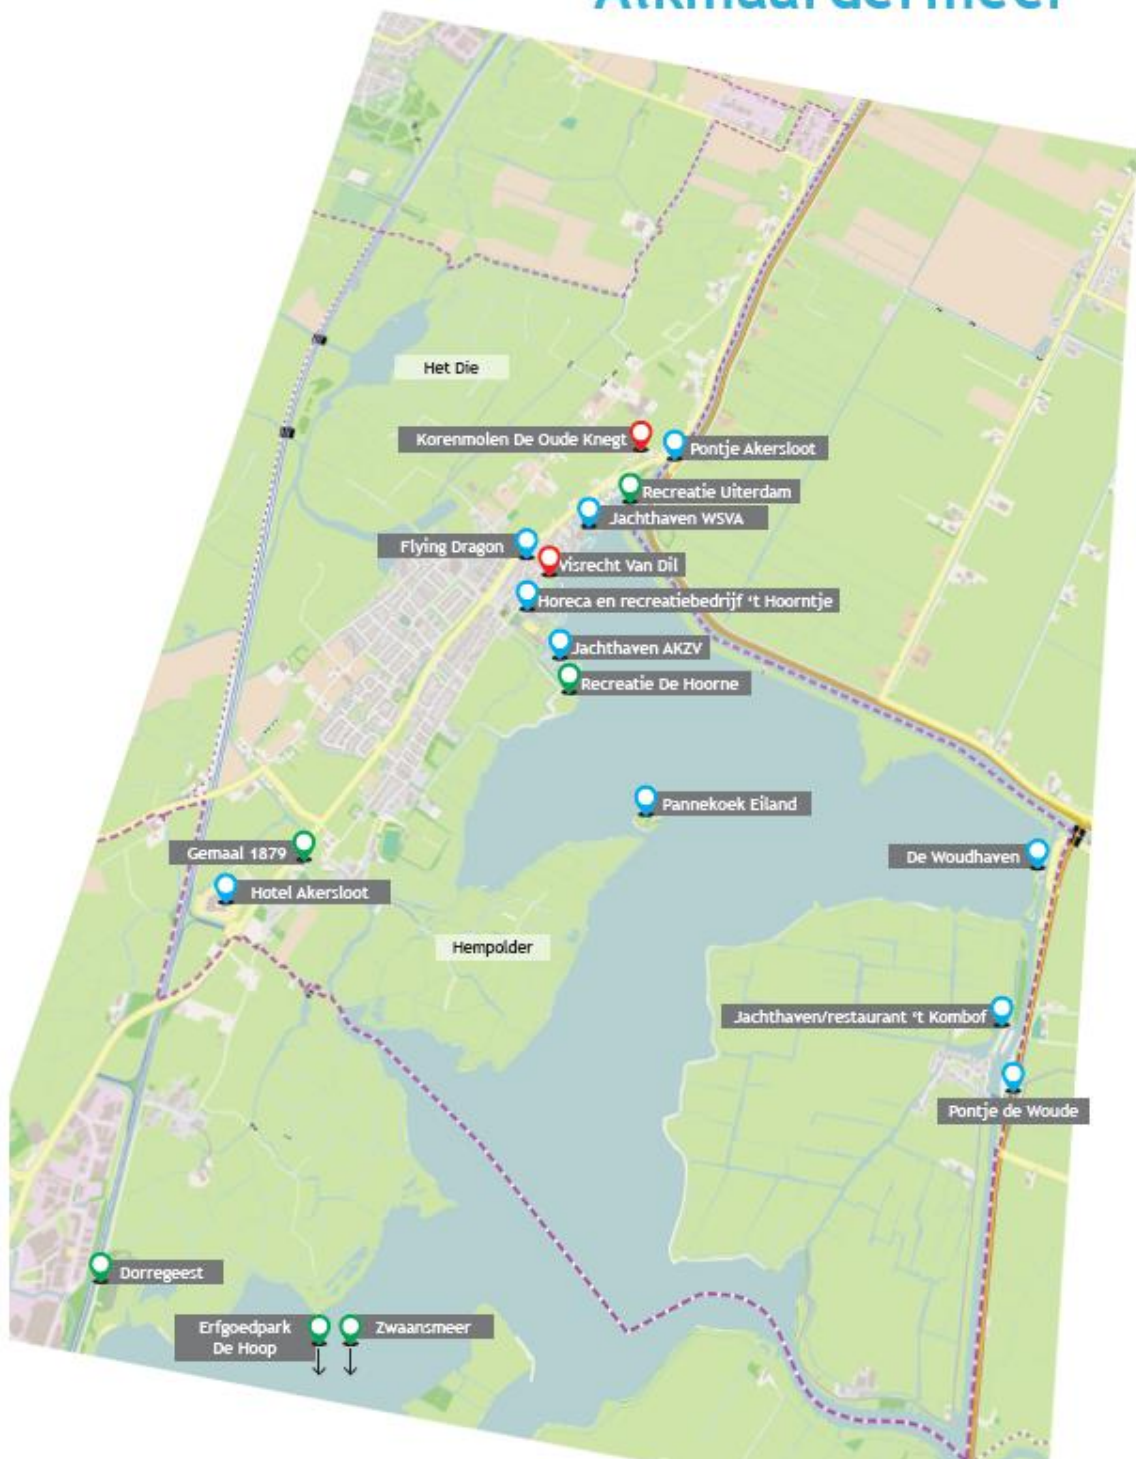 Alkmaardermeer
Het Die
Korenmolen De Oude Knegt
Pontje Akersloot
Recreatie Uiterdam
Jachthaven WSVA
Flying Dragon
Visrecht Van Dil
Horeca en recreatiebedrijf ‘t Hoorntje
Jachthaven AKZV
Recreatie De Hoorne
Pannekoek Eiland
Gemaal 1879
De Woudhaven
Hotel Akersloot
Hempolder
Jachthaven/restaurant ‘t Kombof
Pontje de Woude
Dorregeest
Erfgoedpark
De Hoop
Zwaansmeer